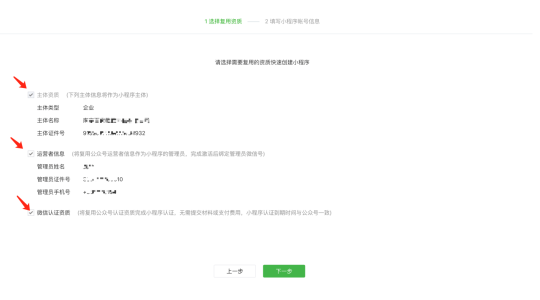 1 选择复用资质 2 填写小程序账号信息
请选择需要复用的资质快速创建小程序
主体资质 (下列主体信息将作为小程序主体)
主体类型 企业
主体名称
主体证件号 932
运营者信息 (将复用公众号运营者信息作为小程序的管理员，完成激活后绑定管理员微信号)
管理员姓名
管理员证件号 10
管理员手机号
微信认证资质 (将复用公众号认证资质完成小程序认证，无需提交材料或支付费用，小程序认证到期时间与公众号一致)
上一步 下一步